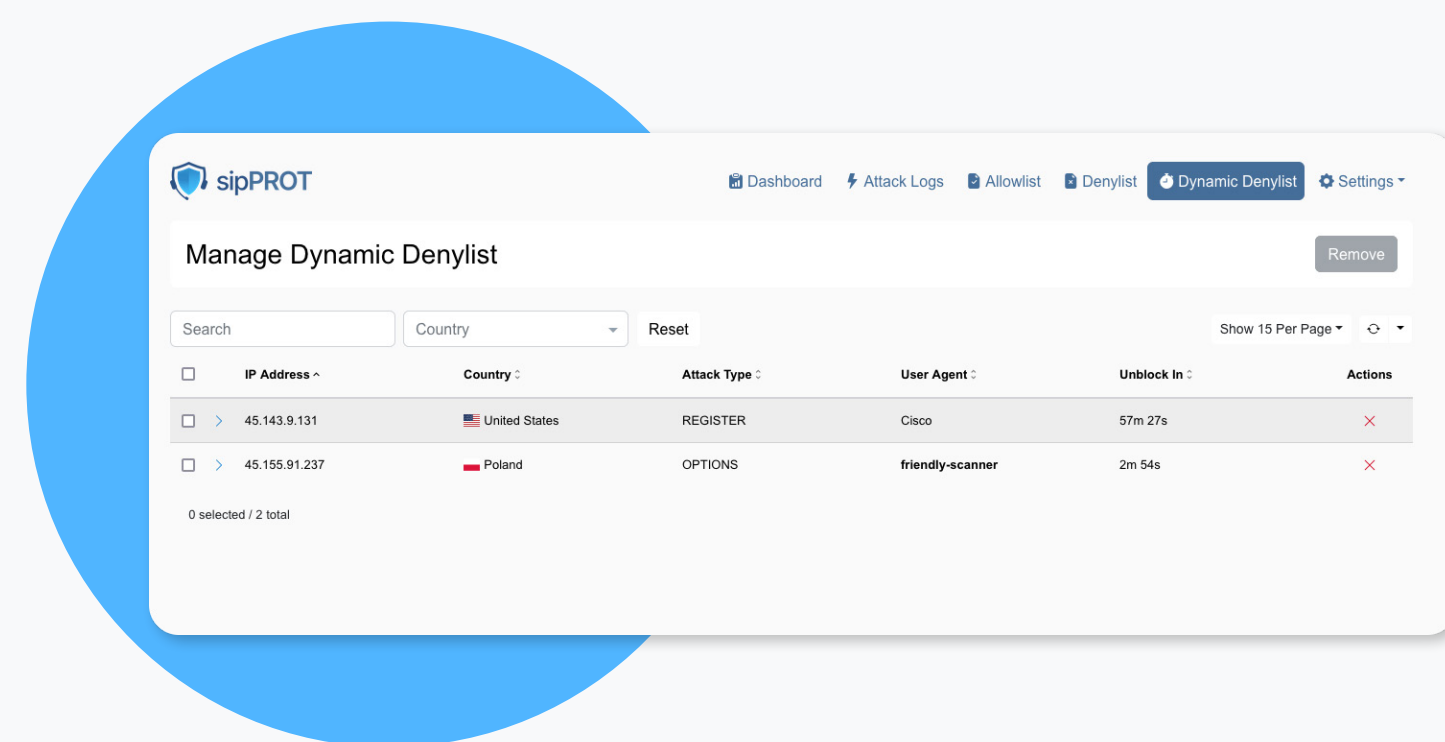 sipPROT
Dashboard Attack Logs Allowlist Denylist Dynamic Denylist Settings
Manage Dynamic Denylist Remove
Search Country Reset Show 15 Per Page
IP Address Country Attack Type User Agent Unblock In Actions
45.143.9.131 United States REGISTER Cisco 57m 27s
45.155.91.237 Poland OPTIONS friendly-scanner 2m 54s
0 selected / 2 total